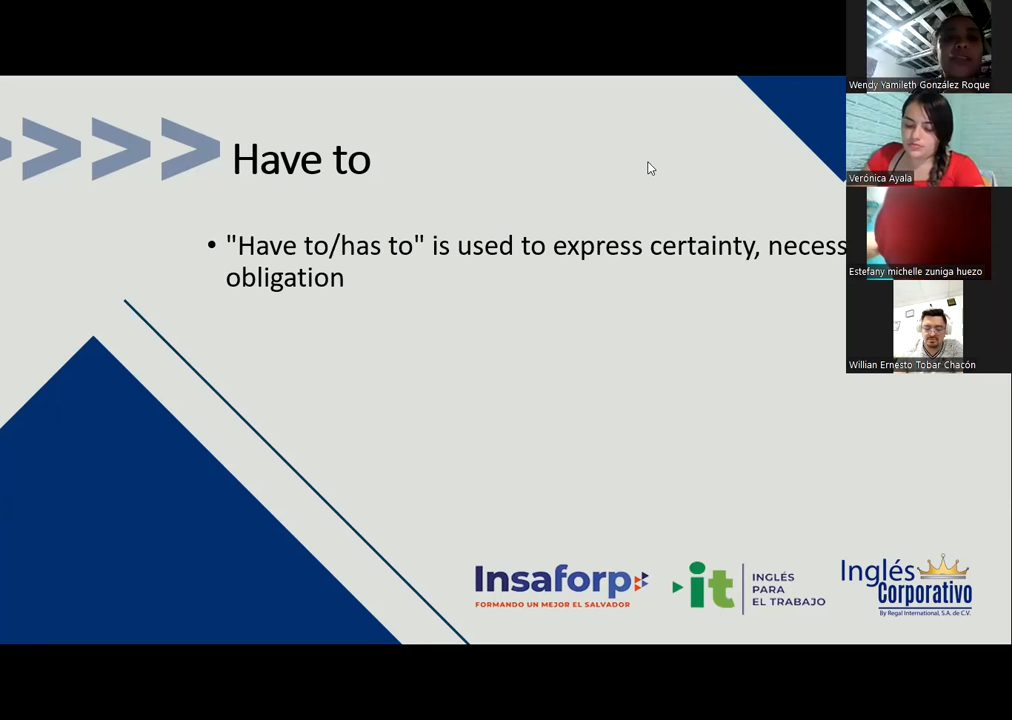 Wendy Yamileth González Roque
Have to
Verónica Ayala
• "Have to/has to" is used to express certainty,
obligation
Estefany michelle zuniga huezo
Willian Ernesto Tobar Chacón
Insaforp
FORMANDO UN MEJOR EL SALVADOR
it
INGLÉS
PARA
EL TRABAJO
Inglés
Corporativo
By Regal International, S.A. de C.V.